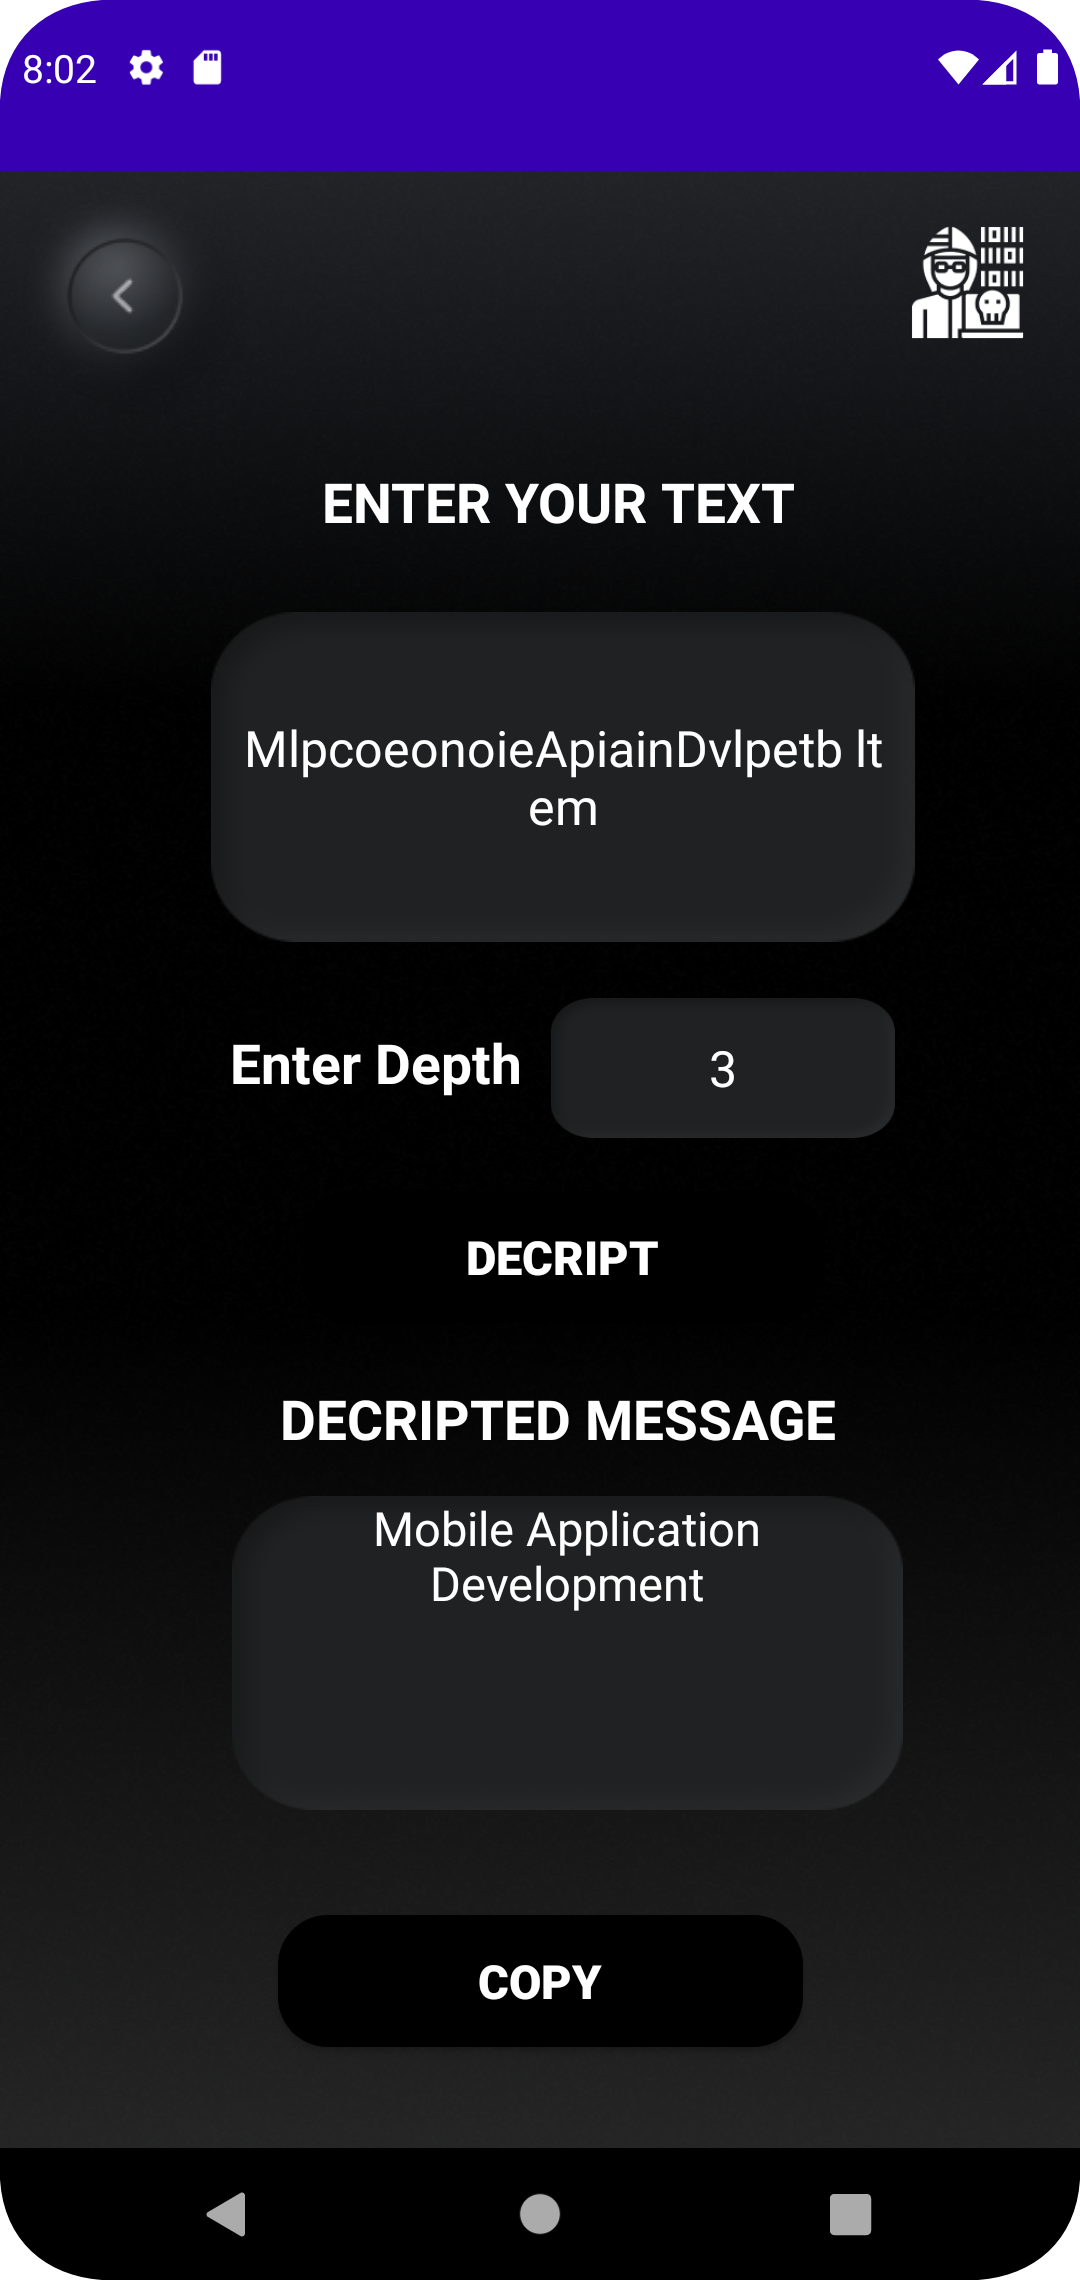 8:02
ENTER YOUR TEXT
MlpcoeonoieApiainDvlpetb lt
em
Enter Depth
3
DECRIPT
DECRIPTED MESSAGE
Mobile Application
Development
COPY